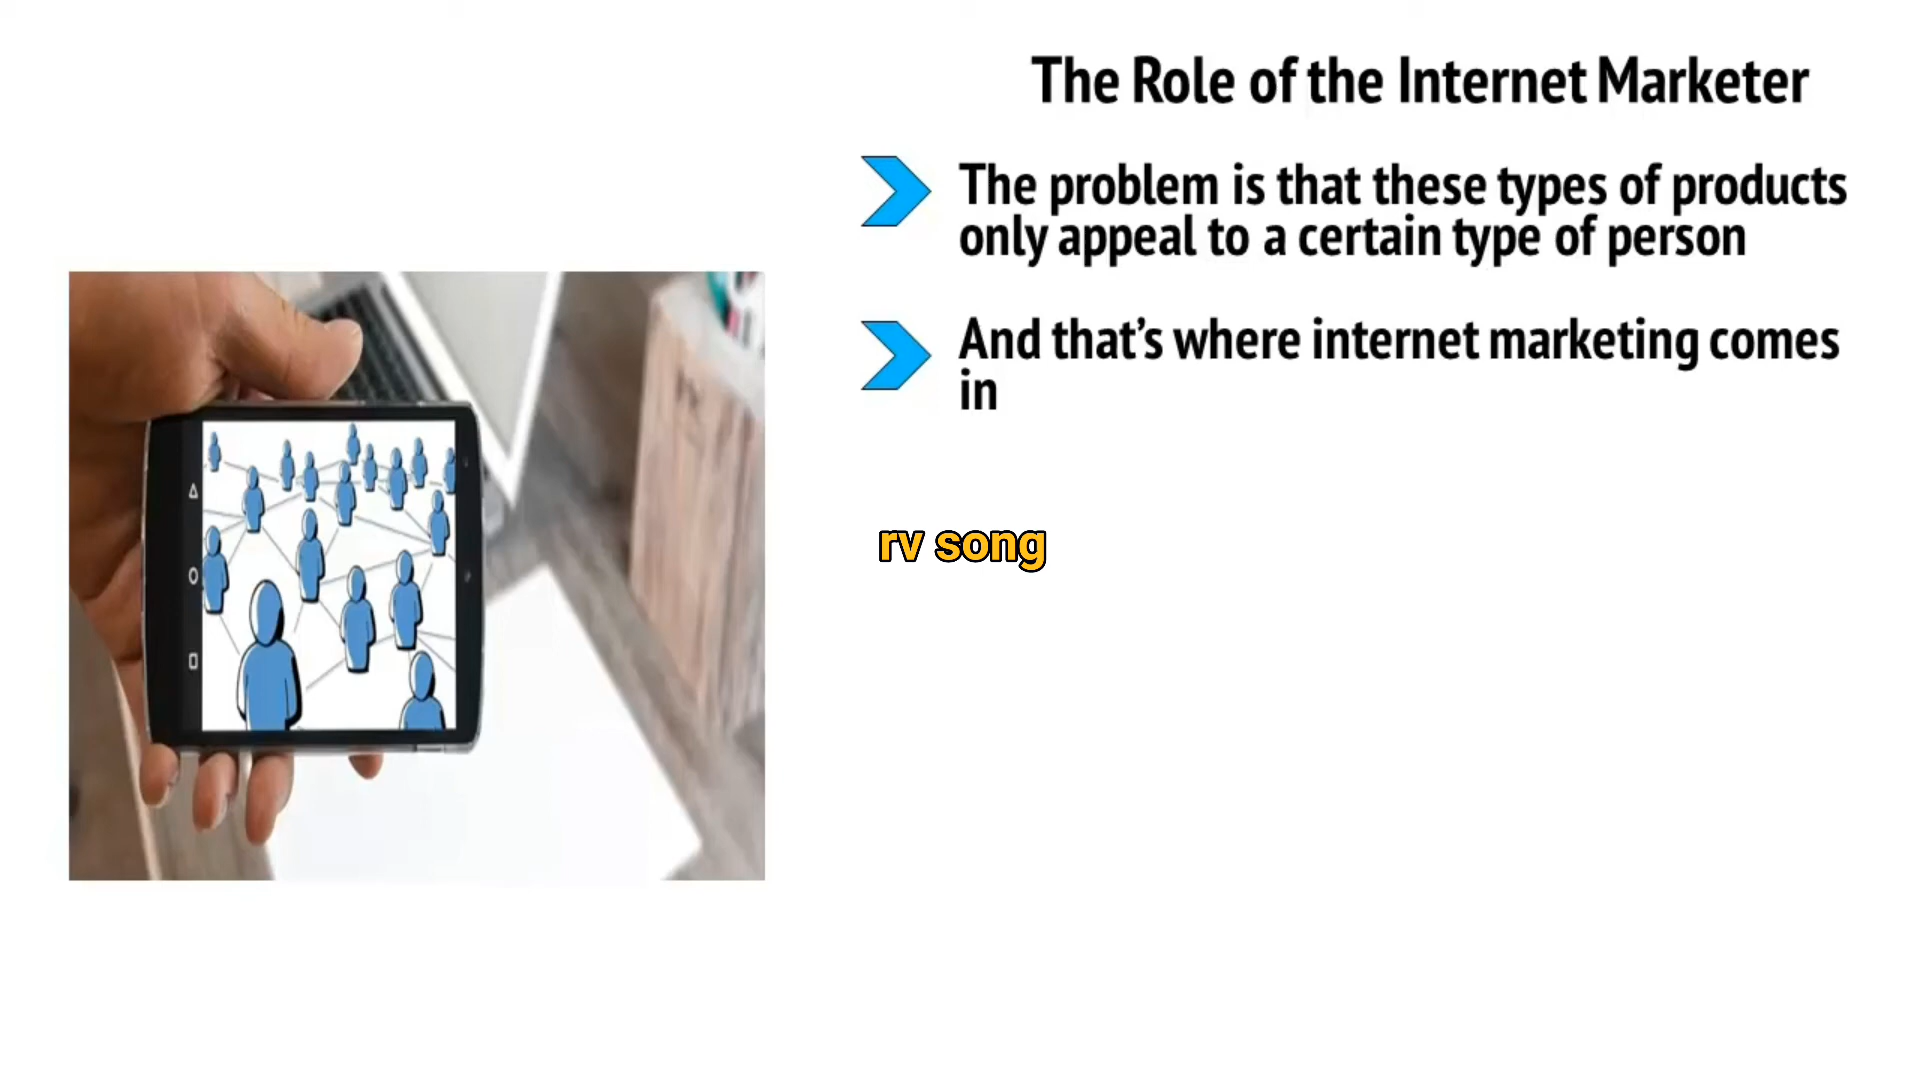 The Role of the Internet Marketer
The problem is that these types of products
only appeal to a certain type of person
And that’s where internet marketing comes
in
rv song